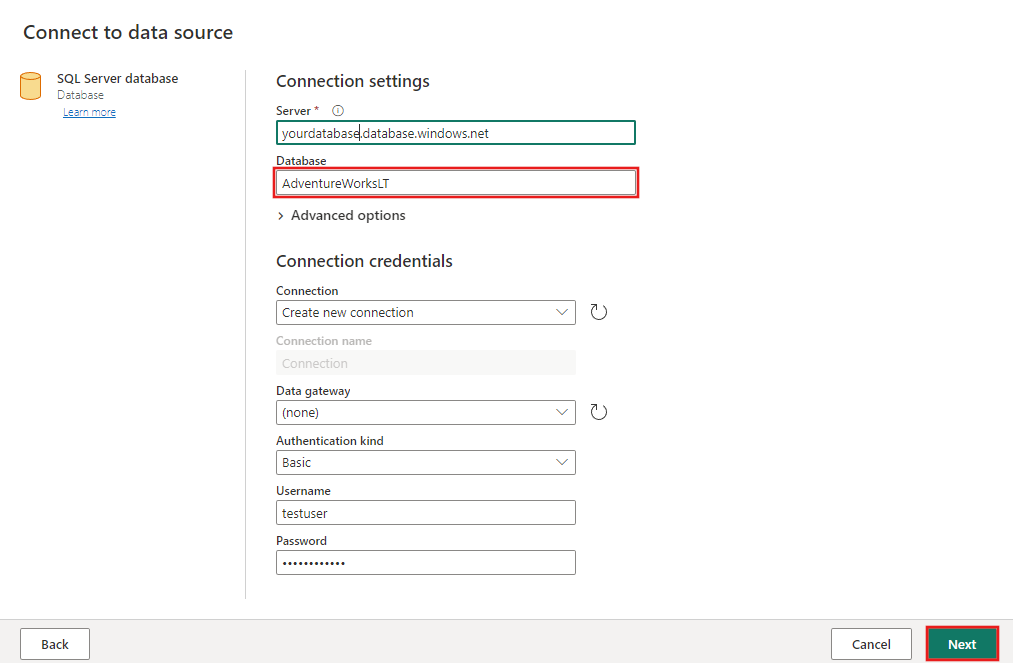 Connect to data source
SQL Server database
Database
Learn more
Connection settings
Server *
yourdatabase.database.windows.net
Database
AdventureWorksLT
Advanced options
Connection credentials
Connection
Create new connection
Connection name
Connection
Data gateway
(none)
Authentication kind
Basic
Username
testuser
Password
••••••••••••
Back
Cancel
Next